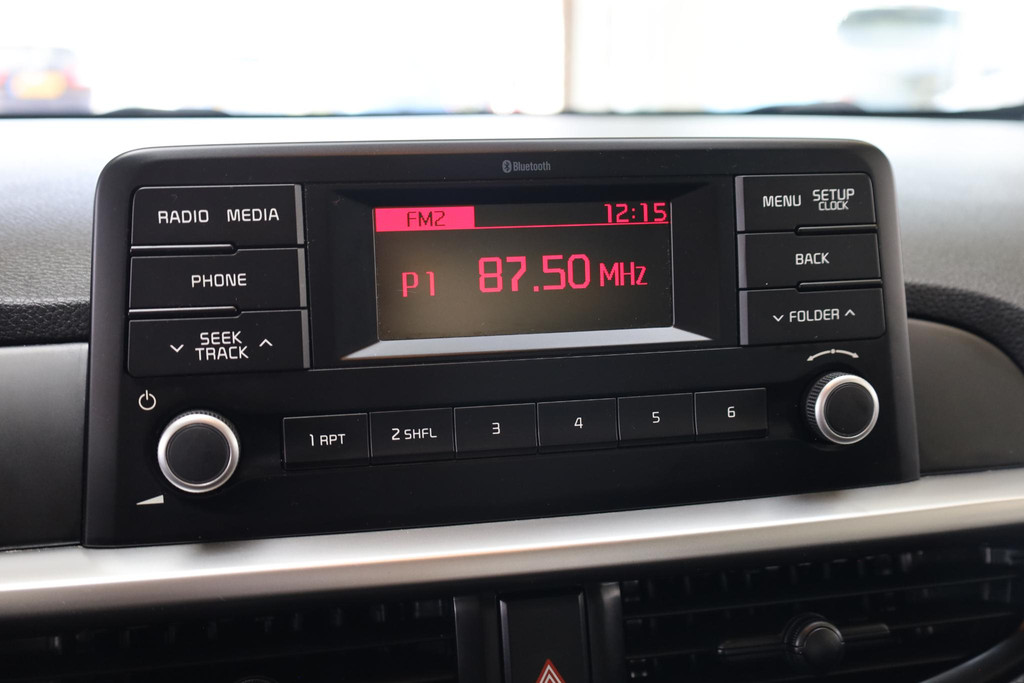 Bluetooth
RADIO MEDIA
PHONE
SEEK
TRACK
FM2 12:15
P1 87.50 MHz
MENU SETUP
CLOCK
BACK
FOLDER
1 RPT 2 SHFL 3 4 5 6